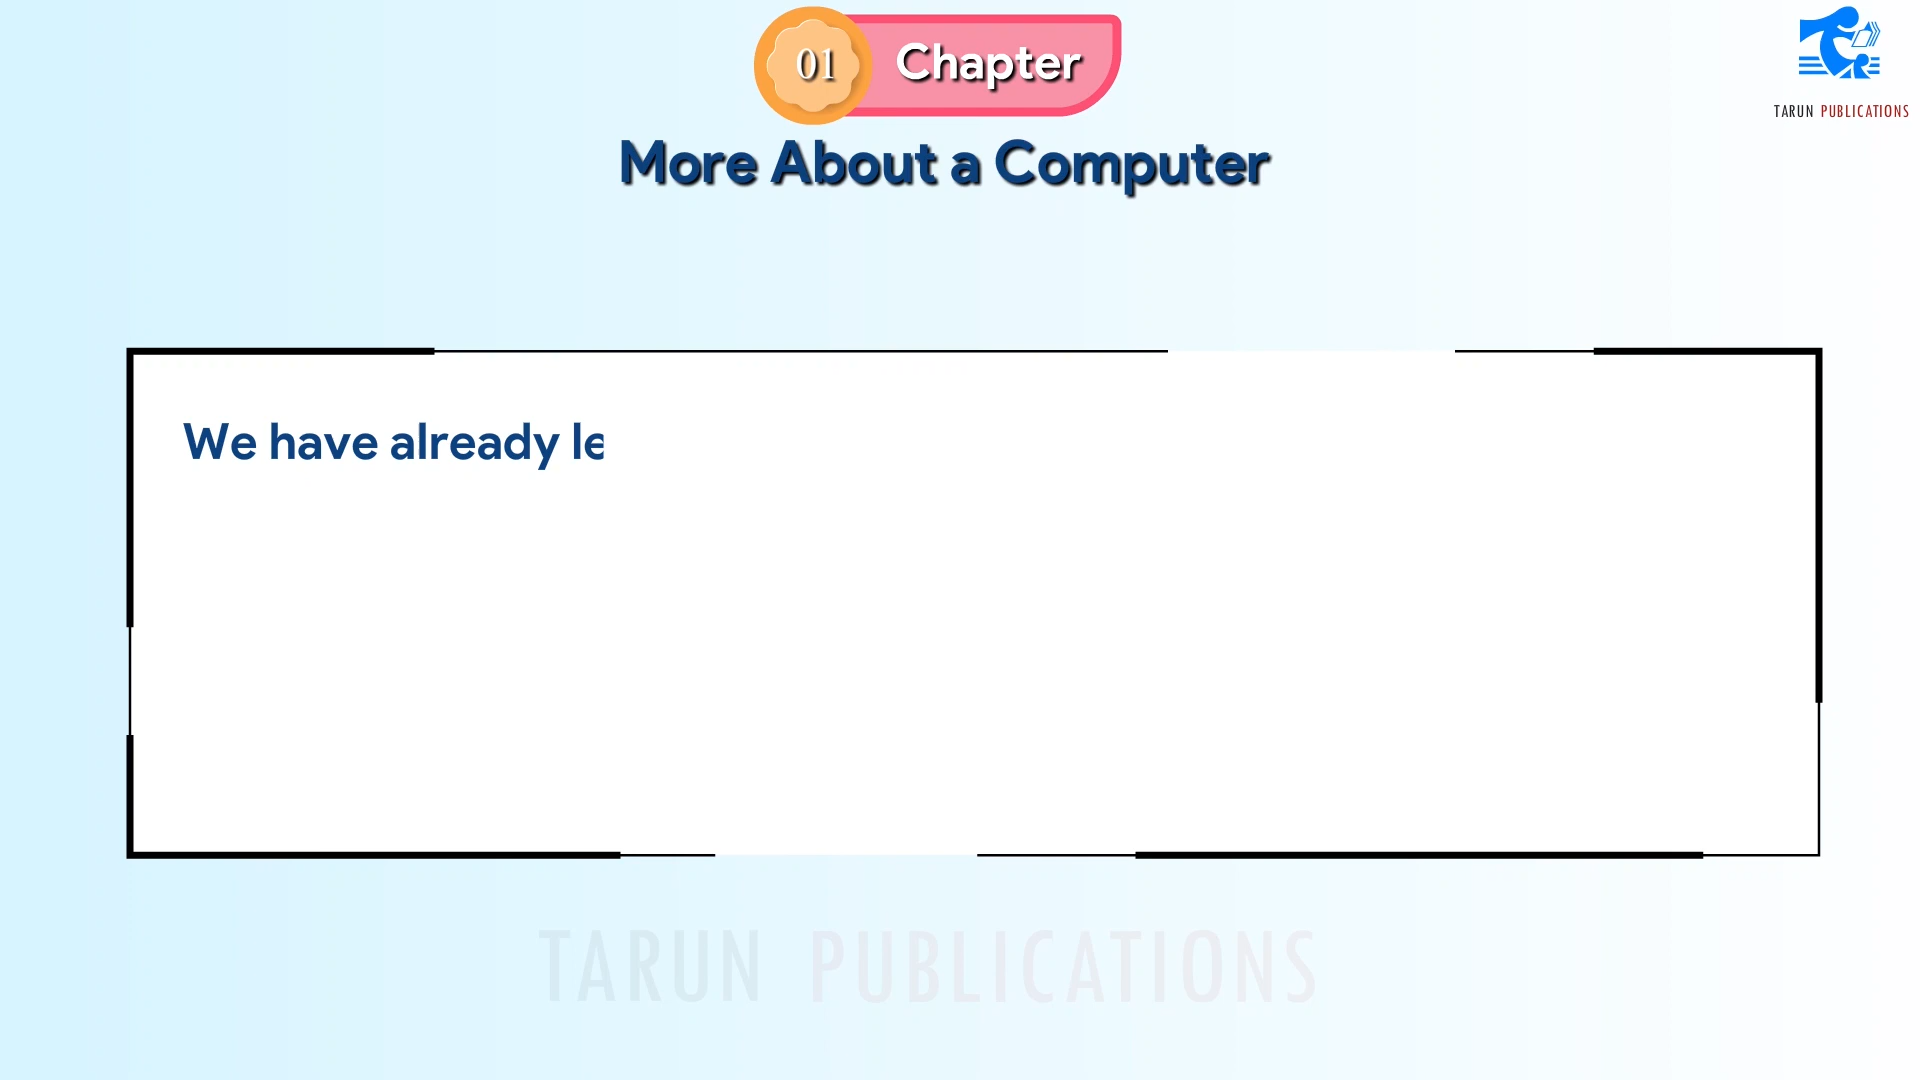 01 Chapter
TARUN PUBLICATIONS
More About a Computer
We have already le
TARUN PUBLICATIONS